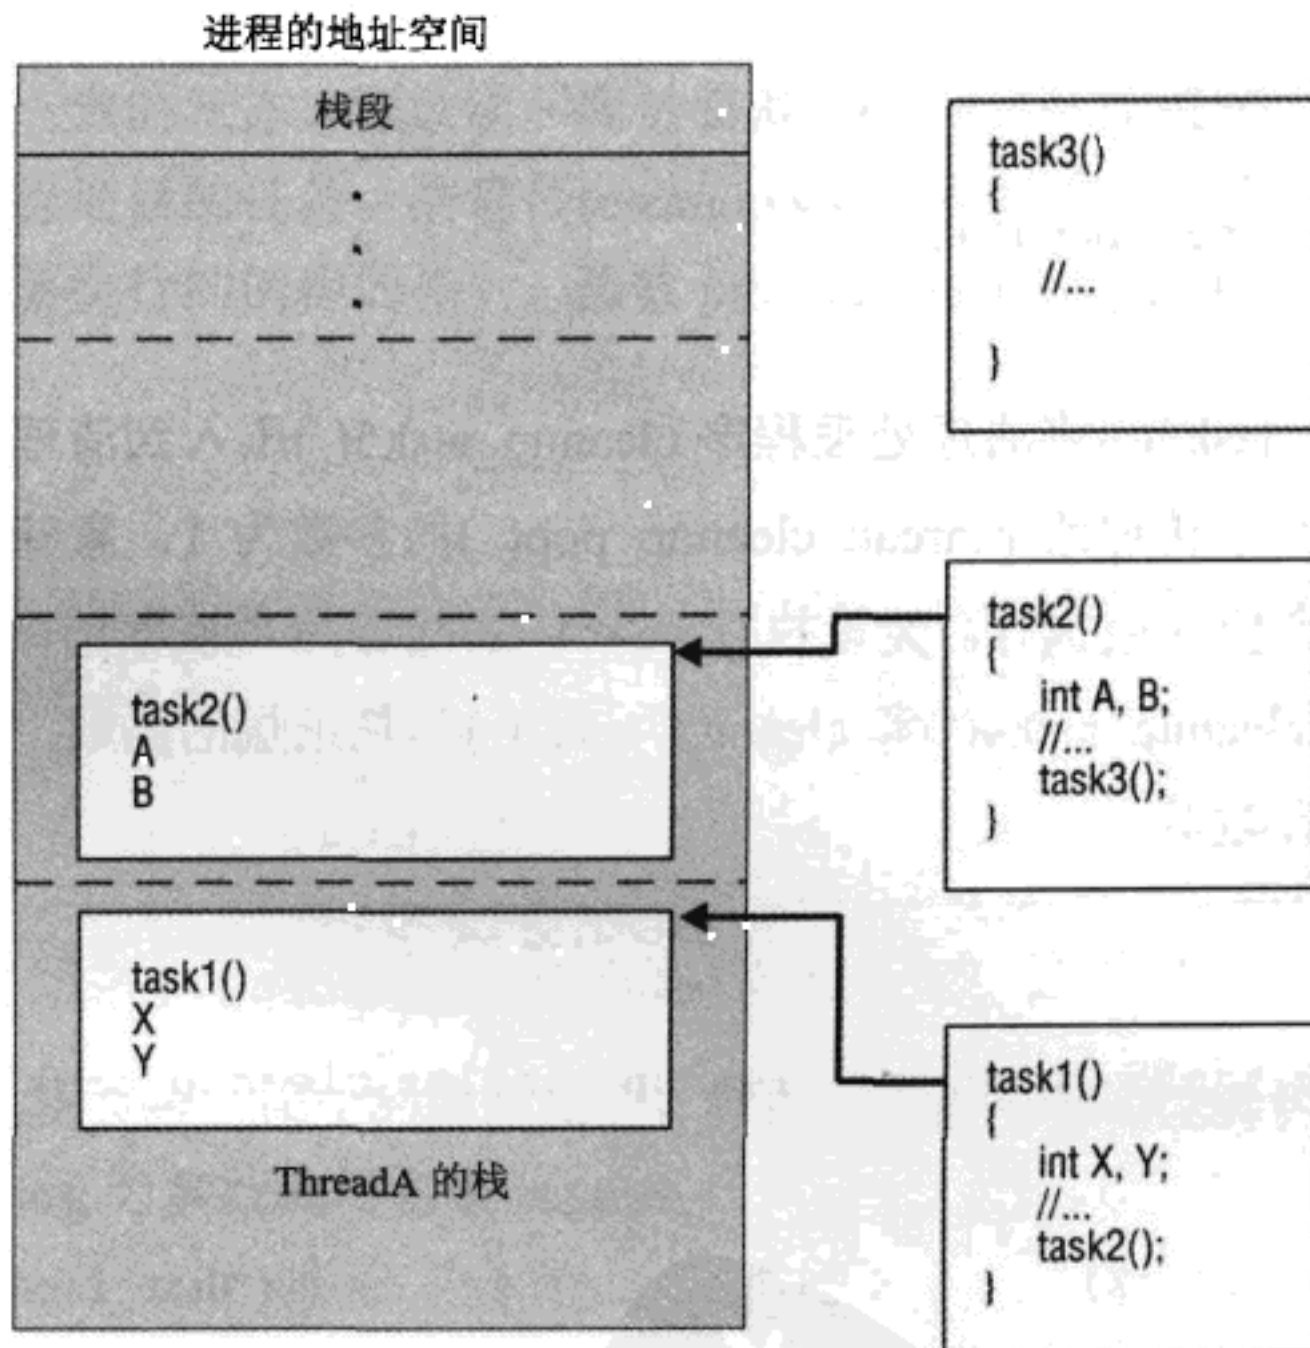 进程的地址空间
栈段
task2()
A
B
task1()
X
Y
ThreadA 的栈
task3()
{
//...
}
task2()
{
int A, B;
//...
task3();
}
task1()
{
int X, Y;
//...
task2();
}